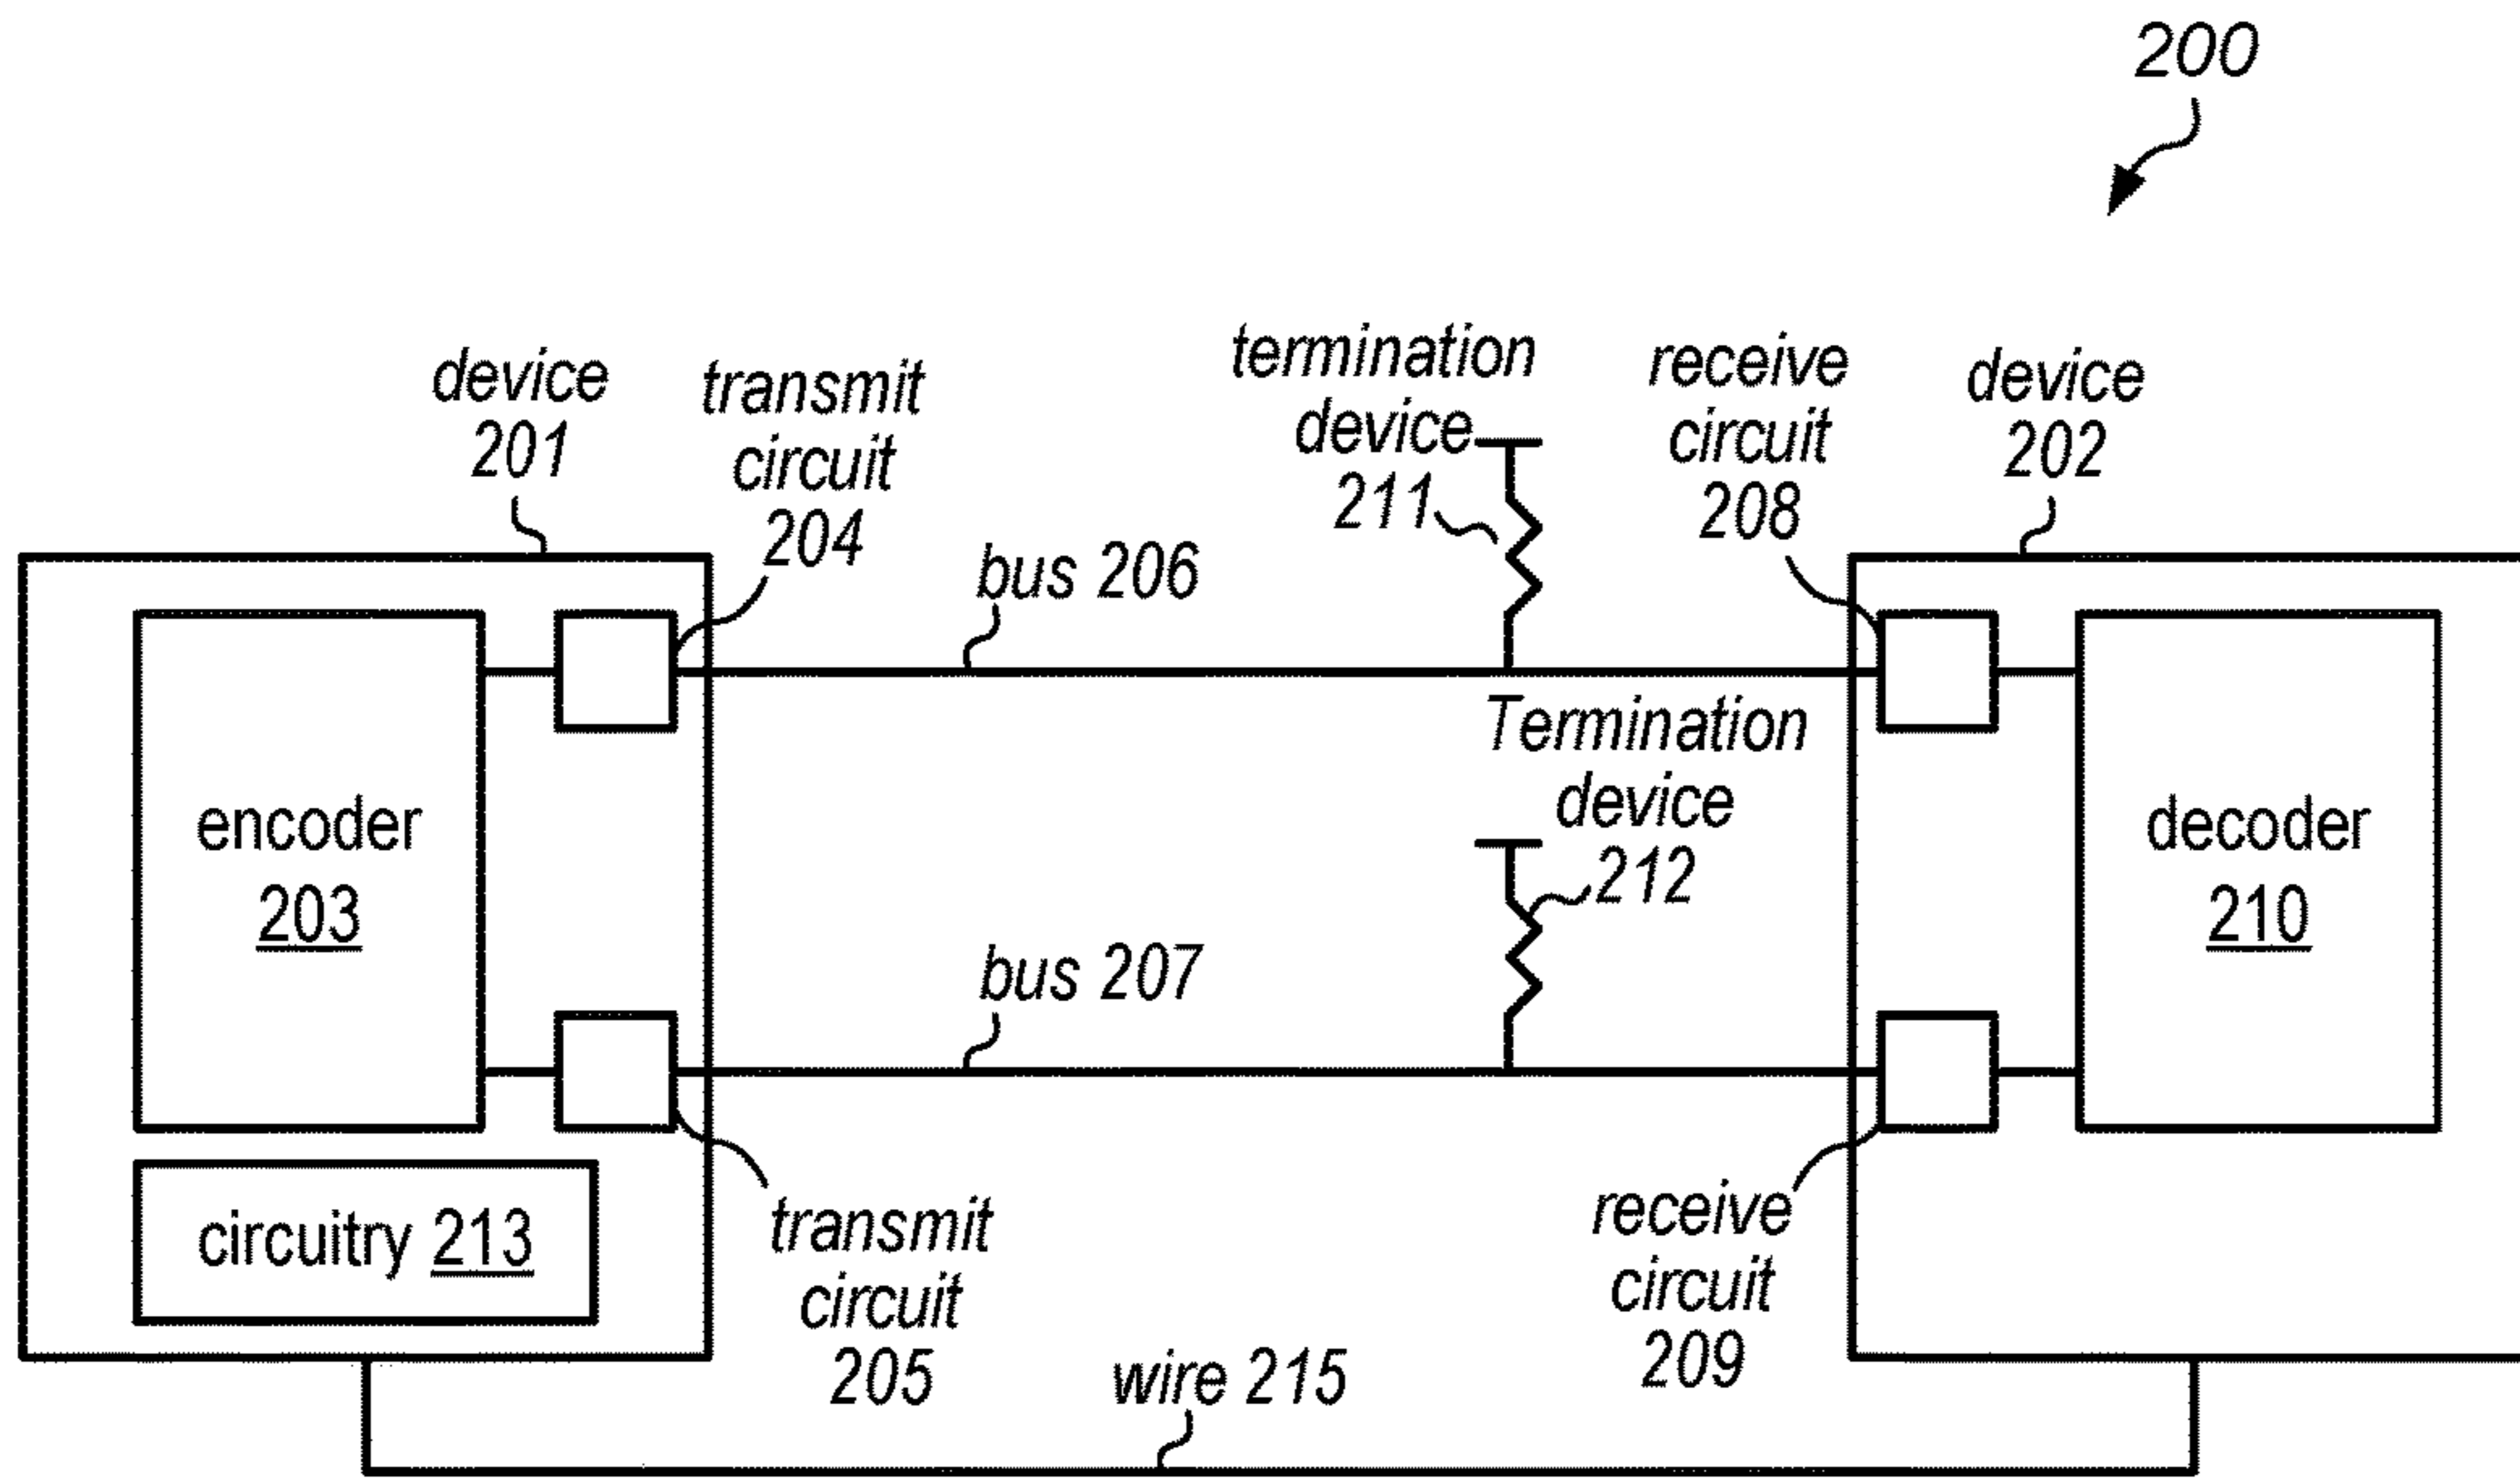 200
device
201
transmit
circuit
204
bus 206
termination
device
211
receive
circuit
208
device
202
encoder
203
Termination
device
212
decoder
210
bus 207
circuitry 213
transmit
circuit
205
receive
circuit
209
wire 215